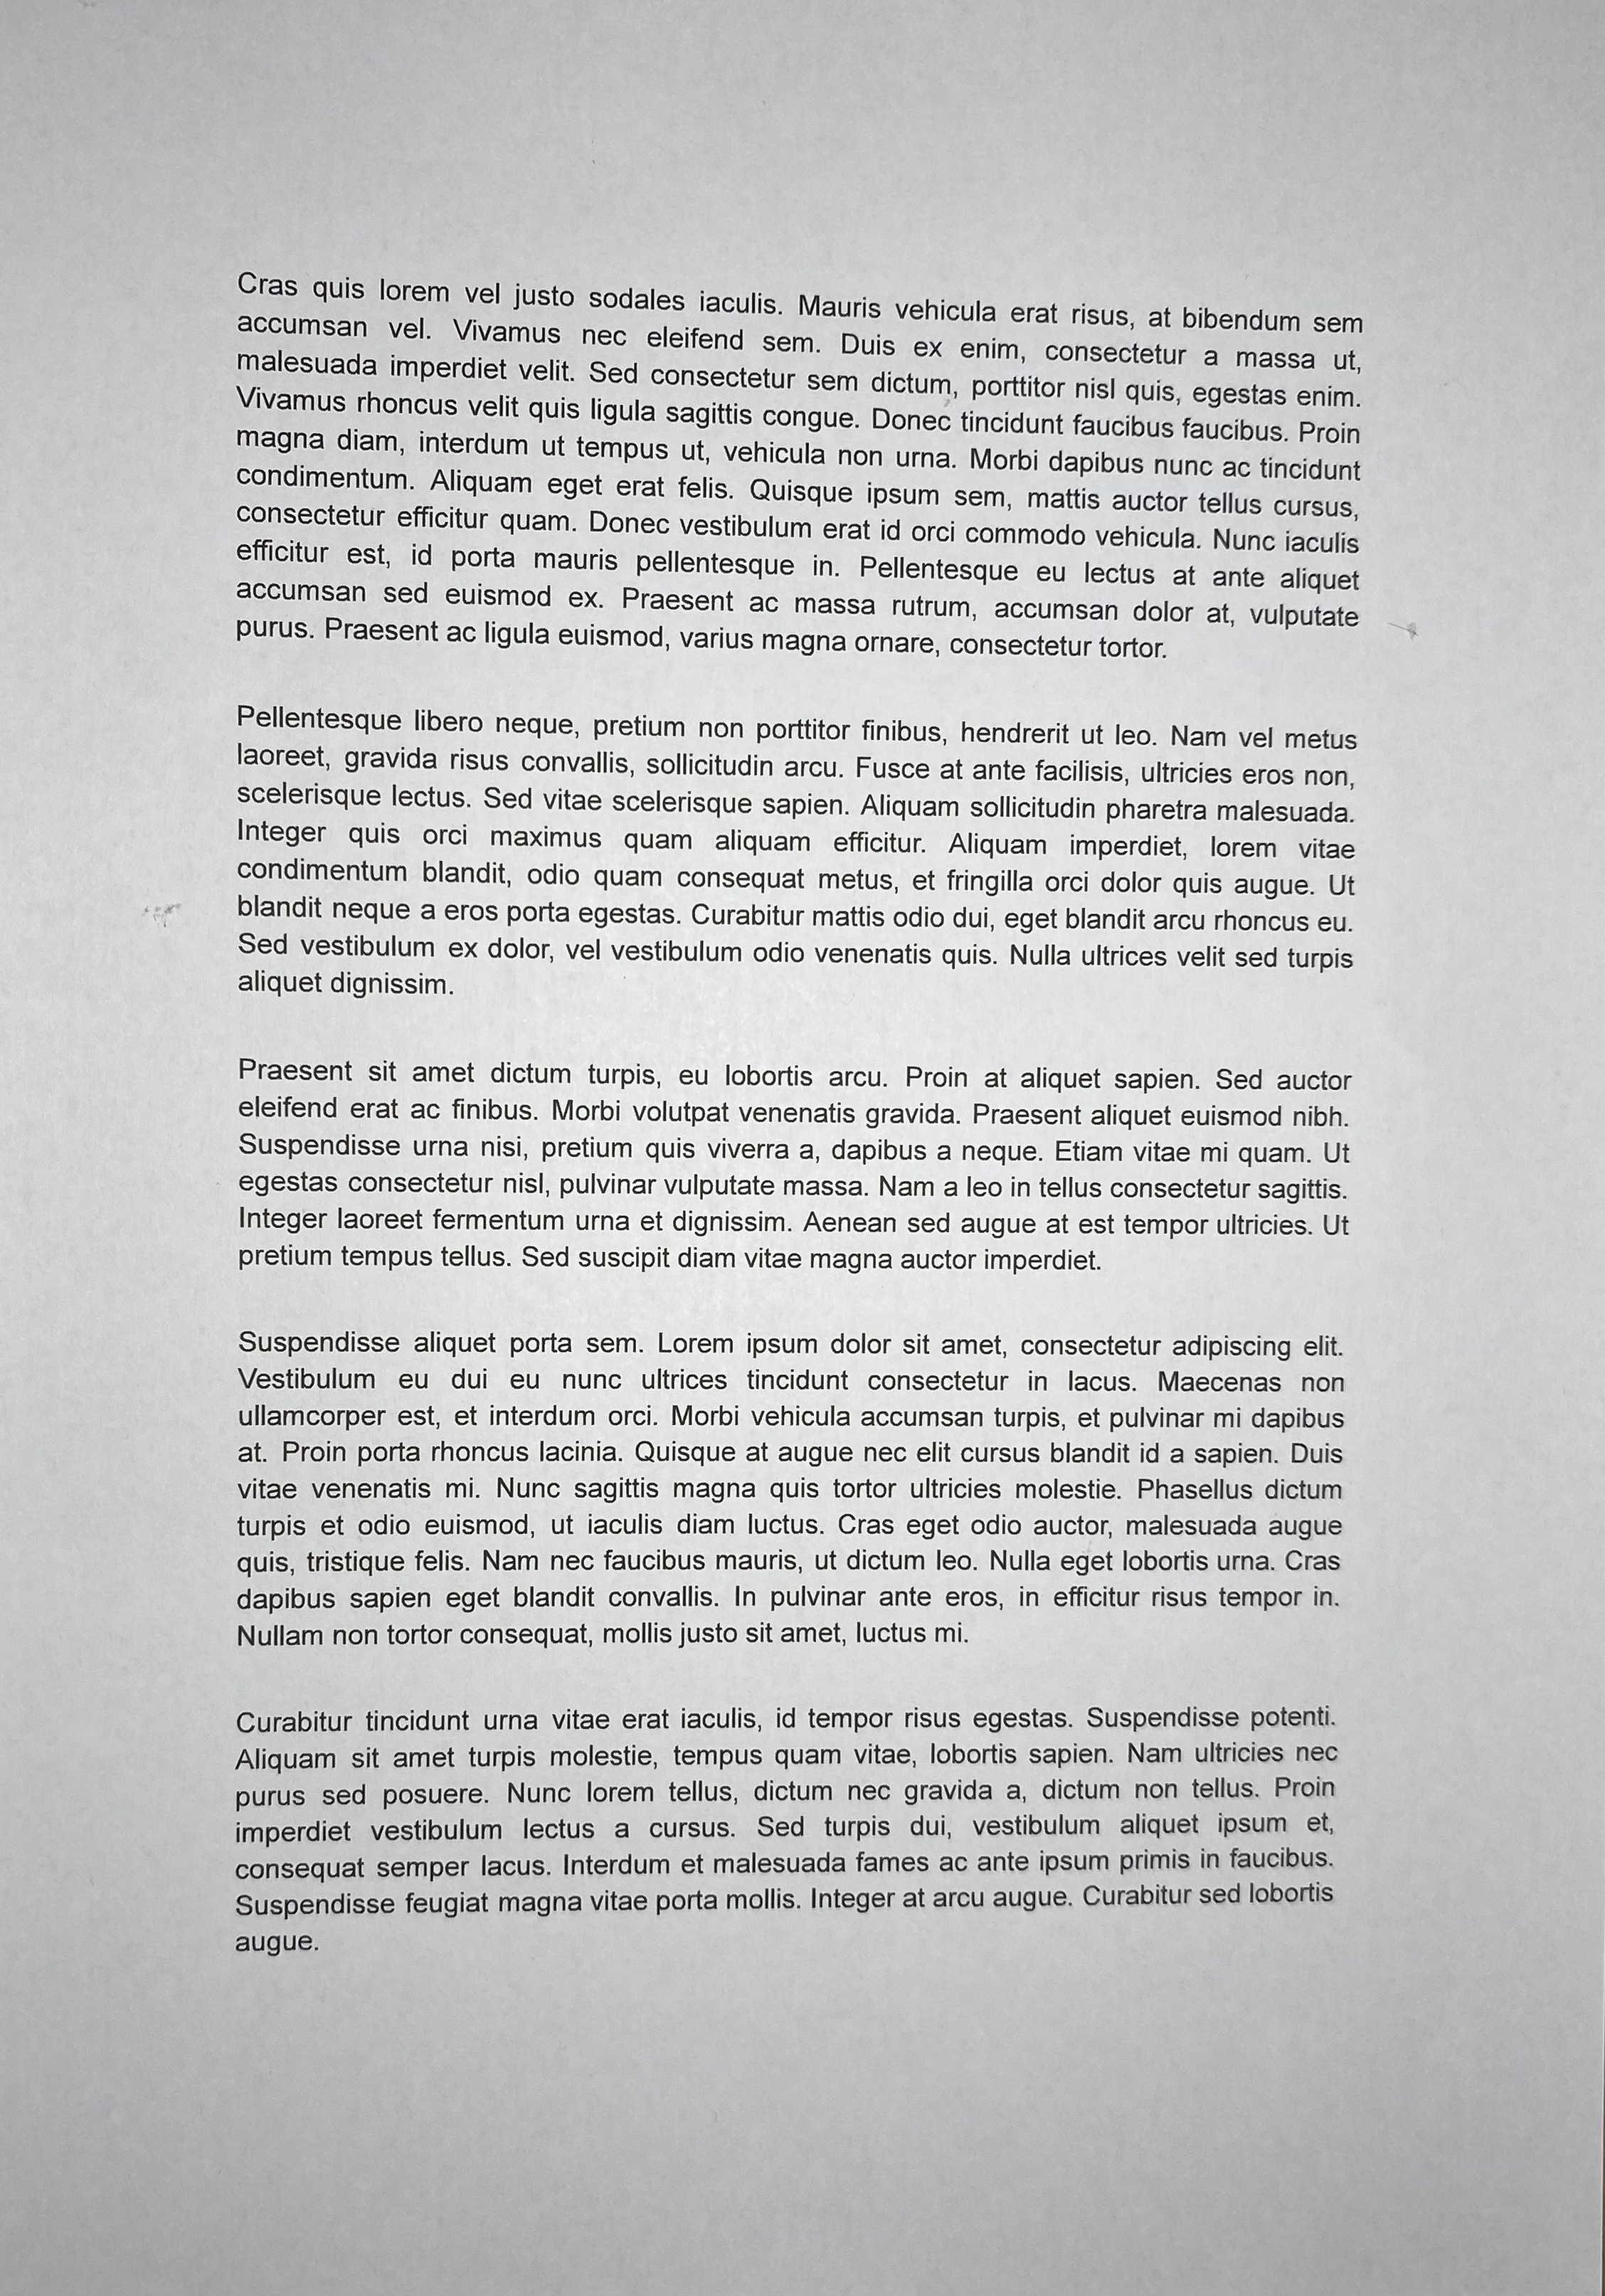 Cras quis lorem vel justo sodales iaculis. Mauris vehicula erat risus, at bibendum sem
accumsan vel. Vivamus nec eleifend sem. Duis ex enim, consectetur a massa ut,
malesuada imperdiet velit. Sed consectetur sem dictum, porttitor nisl quis, egestas enim.
Vivamus rhoncus velit quis ligula sagittis congue. Donec tincidunt faucibus faucibus. Proin
magna diam, interdum ut tempus ut, vehicula non urna. Morbi dapibus nunc ac tincidunt
condimentum. Aliquam eget erat felis. Quisque ipsum sem, mattis auctor tellus cursus,
consectetur efficitur quam. Donec vestibulum erat id orci commodo vehicula. Nunc iaculis
efficitur est, id porta mauris pellentesque in. Pellentesque eu lectus at ante aliquet
accumsan sed euismod ex. Praesent ac massa rutrum, accumsan dolor at, vulputate
purus. Praesent ac ligula euismod, varius magna ornare, consectetur tortor.
Pellentesque libero neque, pretium non porttitor finibus, hendrerit ut leo. Nam vel metus
laoreet, gravida risus convallis, sollicitudin arcu. Fusce at ante facilisis, ultricies eros non,
scelerisque lectus. Sed vitae scelerisque sapien. Aliquam sollicitudin pharetra malesuada.
Integer quis orci maximus quam aliquam efficitur. Aliquam imperdiet, lorem vitae
condimentum blandit, odio quam consequat metus, et fringilla orci dolor quis augue. Ut
blandit neque a eros porta egestas. Curabitur mattis odio dui, eget blandit arcu rhoncus eu.
Sed vestibulum ex dolor, vel vestibulum odio venenatis quis. Nulla ultrices velit sed turpis
aliquet dignissim.
Praesent sit amet dictum turpis, eu lobortis arcu. Proin at aliquet sapien. Sed auctor
eleifend erat ac finibus. Morbi volutpat venenatis gravida. Praesent aliquet euismod nibh.
Suspendisse urna nisi, pretium quis viverra a, dapibus a neque. Etiam vitae mi quam. Ut
egestas consectetur nisl, pulvinar vulputate massa. Nam a leo in tellus consectetur sagittis.
Integer laoreet fermentum urna et dignissim. Aenean sed augue at est tempor ultricies. Ut
pretium tempus tellus. Sed suscipit diam vitae magna auctor imperdiet.
Suspendisse aliquet porta sem. Lorem ipsum dolor sit amet, consectetur adipiscing elit.
Vestibulum eu dui eu nunc ultrices tincidunt consectetur in lacus. Maecenas non
ullamcorper est, et interdum orci. Morbi vehicula accumsan turpis, et pulvinar mi dapibus
at. Proin porta rhoncus lacinia. Quisque at augue nec elit cursus blandit id a sapien. Duis
vitae venenatis mi. Nunc sagittis magna quis tortor ultricies molestie. Phasellus dictum
turpis et odio euismod, ut iaculis diam luctus. Cras eget odio auctor, malesuada augue
quis, tristique felis. Nam nec faucibus mauris, ut dictum leo. Nulla eget lobortis urna. Cras
dapibus sapien eget blandit convallis. In pulvinar ante eros, in efficitur risus tempor in.
Nullam non tortor consequat, mollis justo sit amet, luctus mi.
Curabitur tincidunt urna vitae erat iaculis, id tempor risus egestas. Suspendisse potenti.
Aliquam sit amet turpis molestie, tempus quam vitae, lobortis sapien. Nam ultricies nec
purus sed posuere. Nunc lorem tellus, dictum nec gravida a, dictum non tellus. Proin
imperdiet vestibulum lectus a cursus. Sed turpis dui, vestibulum aliquet ipsum et,
consequat semper lacus. Interdum et malesuada fames ac ante ipsum primis in faucibus.
Suspendisse feugiat magna vitae porta mollis. Integer at arcu augue. Curabitur sed lobortis
augue.